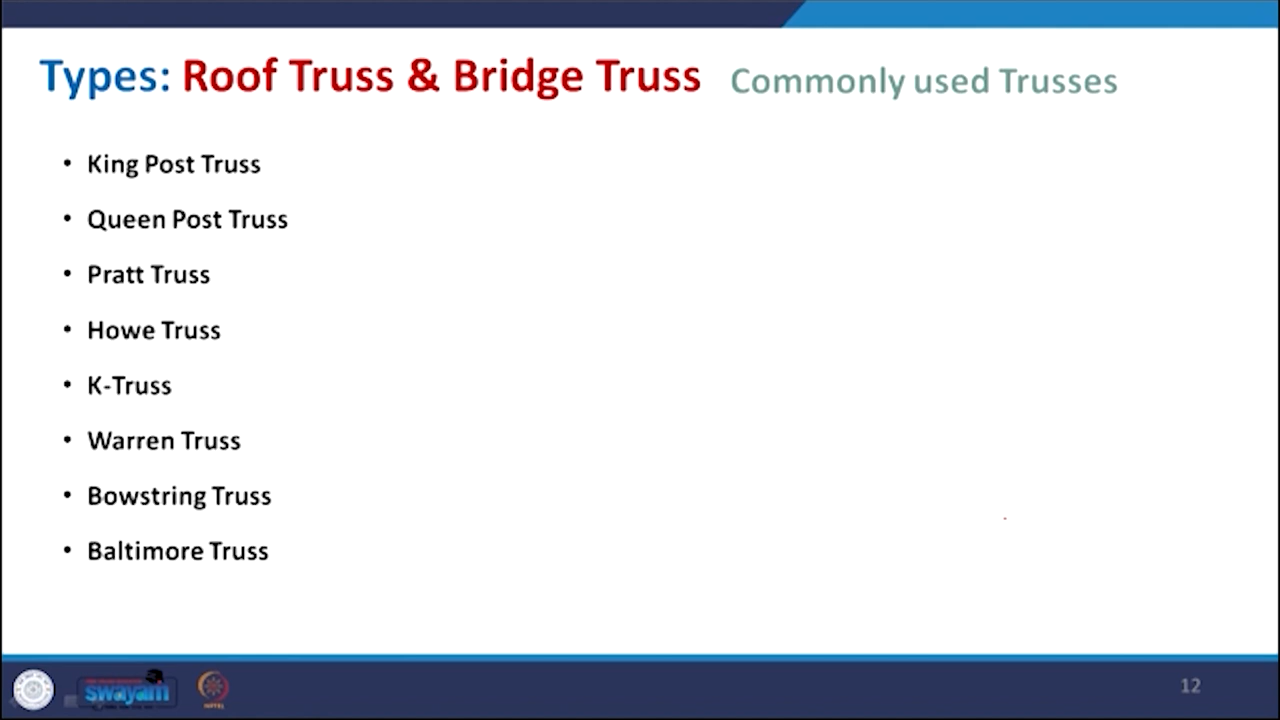 Types: Roof Truss & Bridge Truss Commonly used Trusses
• King Post Truss
• Queen Post Truss
• Pratt Truss
• Howe Truss
• K-Truss
• Warren Truss
• Bowstring Truss
• Baltimore Truss
swayam
12